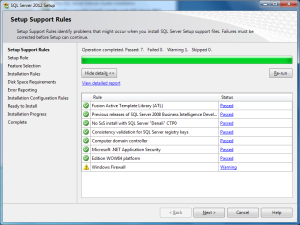 SQL Server 2012 Setup
Setup Support Rules
Setup Support Rules identify problems that might occur when you install SQL Server Setup support files. Failures must be corrected before Setup can continue.
Setup Support Rules
Setup Role
Feature Selection
Installation Rules
Disk Space Requirements
Error Reporting
Installation Configuration Rules
Ready to Install
Installation Progress
Complete
Operation completed. Passed: 7. Failed 0. Warning 1. Skipped 0.
Hide details <<
Re-run
View detailed report
Rule
Status
Fusion Active Template Library (ATL)
Passed
Previous releases of SQL Server 2008 Business Intelligence Devel...
Passed
No SxS install with SQL Server "Denali" CTP0
Passed
Consistency validation for SQL Server registry keys
Passed
Computer domain controller
Passed
Microsoft .NET Application Security
Passed
Edition WOW64 platform
Passed
Windows Firewall
Warning
< Back
Next >
Cancel
Help